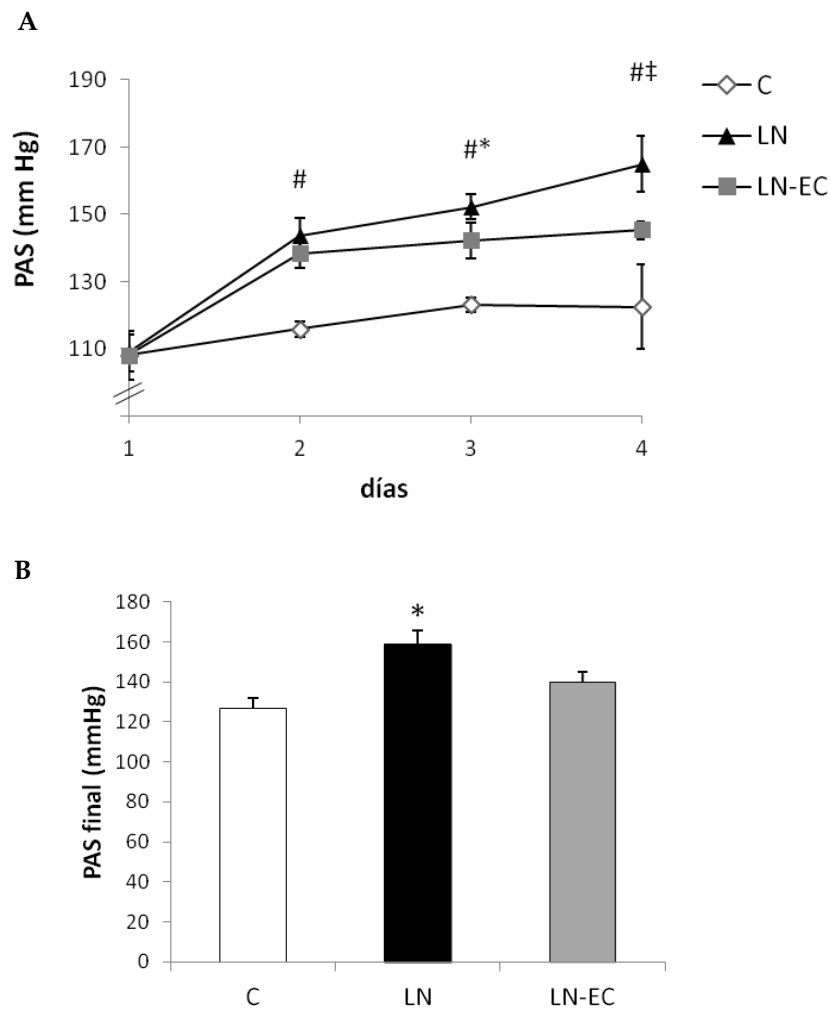 A
PAS (mm Hg)
190
170
150
130
110
#
#*
#‡
C
LN
LN-EC
1 2 3 4
días
B
PAS final (mmHg)
180
160
140
120
100
80
60
40
20
0
*
C LN LN-EC